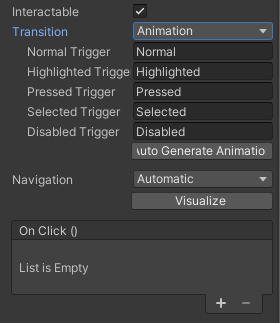 Interactable
Transition Animation
Normal Trigger Normal
Highlighted Trigge Highlighted
Pressed Trigger Pressed
Selected Trigger Selected
Disabled Trigger Disabled
uto Generate Animatio
Navigation Automatic
Visualize
On Click ()
List is Empty
+ −